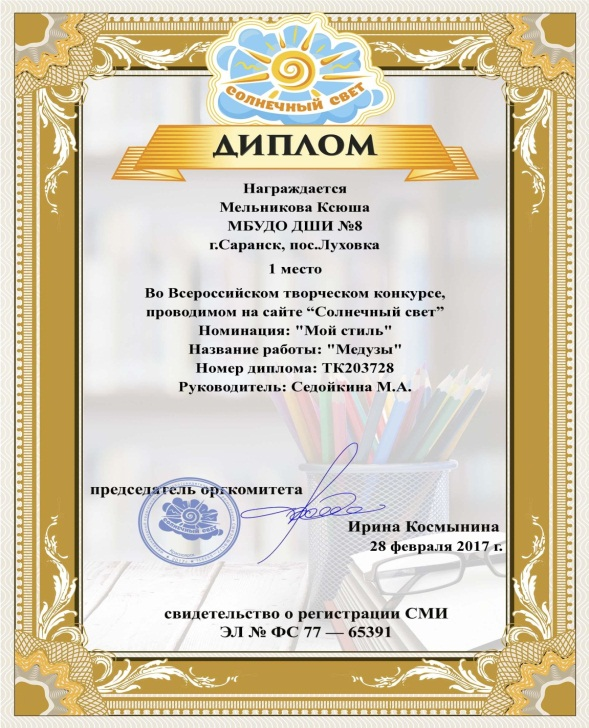 СОЛНЕЧНЫЙ СВЕТ
ДИПЛОМ
Награждается
Мельникова Ксюша
МБУДО ДШИ №8
г.Саранск, пос.Луховка
1 место
Во Всероссийском творческом конкурсе,
проводимом на сайте “Солнечный свет”
Номинация: "Мой стиль"
Название работы: "Медузы"
Номер диплома: ТК203728
Руководитель: Седойкина М.А.
председатель оргкомитета
Ирина Космынина
28 февраля 2017 г.
свидетельство о регистрации СМИ
ЭЛ № ФС 77 — 65391